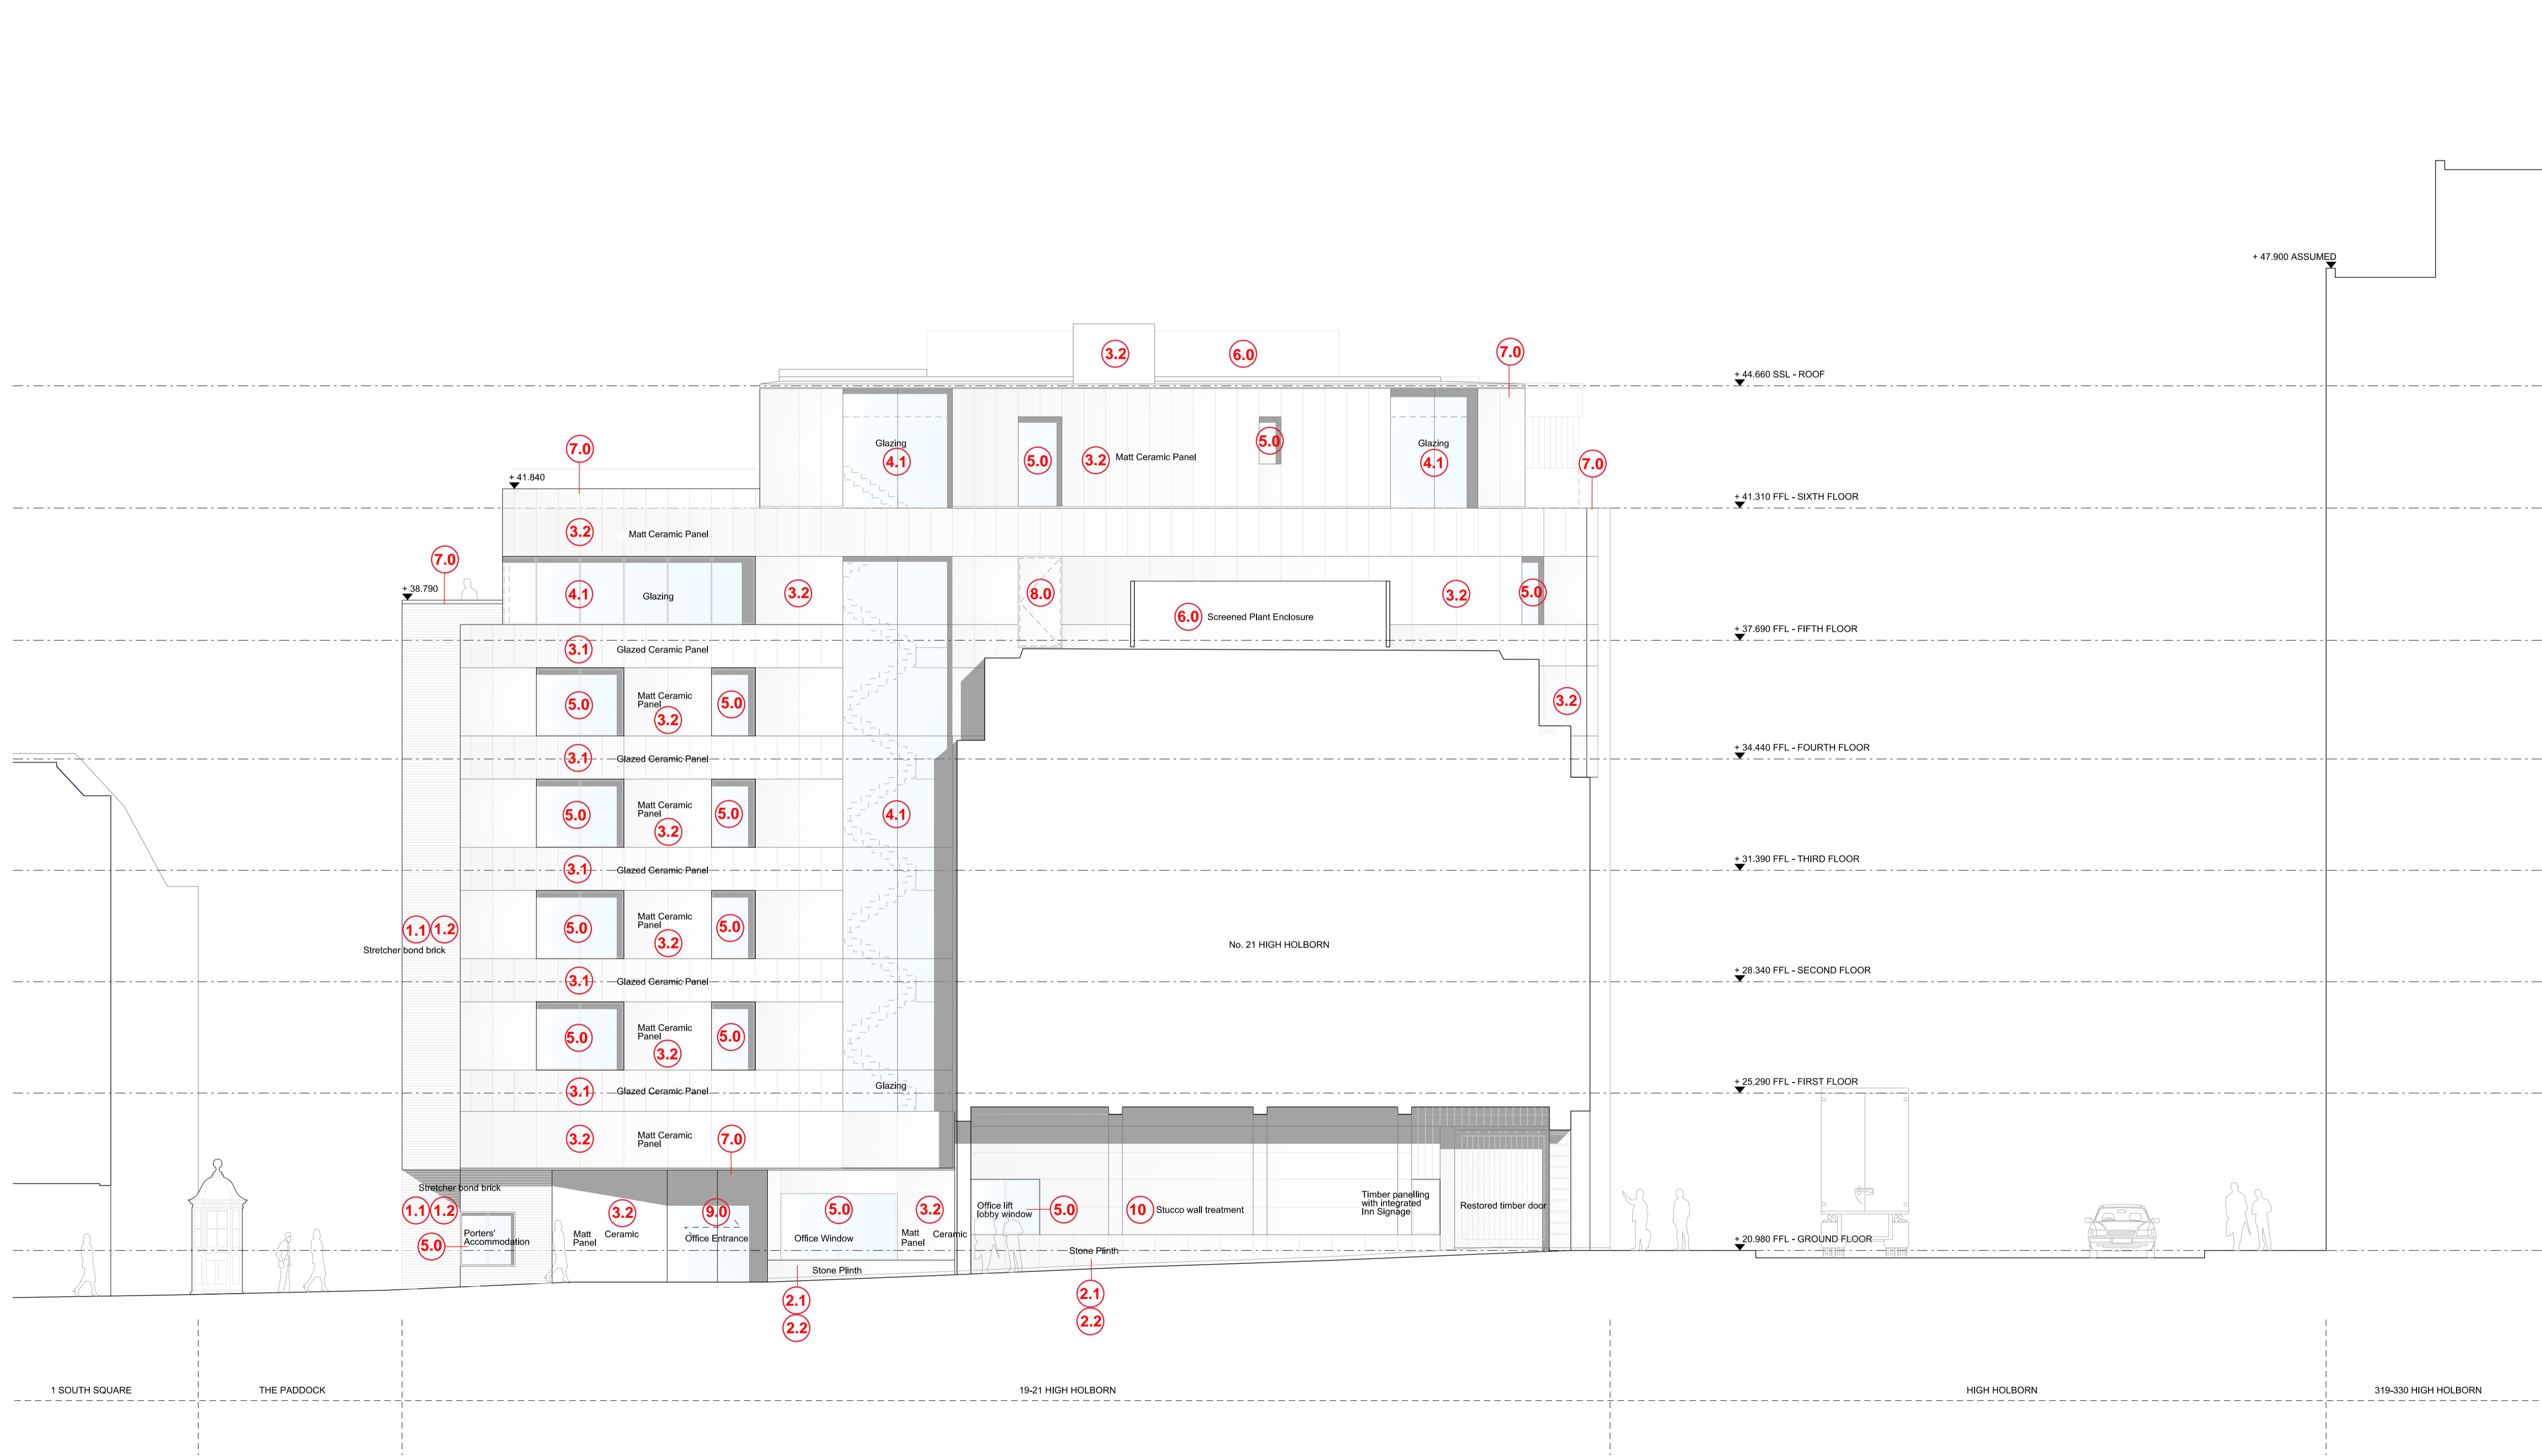 + 47.900 ASSUMED
3.2
6.0
7.0
+ 44.660 SSL - ROOF
7.0
Glazing
4.1
5.0
3.2
Matt Ceramic Panel
5.0
Glazing
4.1
7.0
+ 41.840
+ 41.310 FFL - SIXTH FLOOR
3.2
Matt Ceramic Panel
7.0
+ 38.790
4.1
Glazing
3.2
8.0
6.0
Screened Plant Enclosure
3.2
5.0
+ 37.690 FFL - FIFTH FLOOR
3.1
Glazed Ceramic Panel
5.0
Matt Ceramic
Panel
3.2
5.0
3.2
+ 34.440 FFL - FOURTH FLOOR
3.1
Glazed Ceramic Panel
5.0
Matt Ceramic
Panel
3.2
5.0
4.1
+ 31.390 FFL - THIRD FLOOR
3.1
Glazed Ceramic Panel
1.1
1.2
Stretcher bond brick
5.0
Matt Ceramic
Panel
3.2
5.0
No. 21 HIGH HOLBORN
+ 28.340 FFL - SECOND FLOOR
3.1
Glazed Ceramic Panel
5.0
Matt Ceramic
Panel
3.2
5.0
Glazing
+ 25.290 FFL - FIRST FLOOR
3.1
Glazed Ceramic Panel
3.2
Matt Ceramic
Panel
7.0
Stretcher bond brick
1.1
1.2
Porters'
Accommodation
5.0
3.2
Matt Ceramic
Panel
9.0
Office Entrance
5.0
Office Window
3.2
Matt Ceramic
Panel
Office lift
lobby window
5.0
10
Stucco wall treatment
Timber panelling
with integrated
Inn Signage
Restored timber door
+ 20.980 FFL - GROUND FLOOR
Stone Plinth
Stone Plinth
2.1
2.2
2.1
2.2
1 SOUTH SQUARE
THE PADDOCK
19-21 HIGH HOLBORN
HIGH HOLBORN
319-330 HIGH HOLBORN